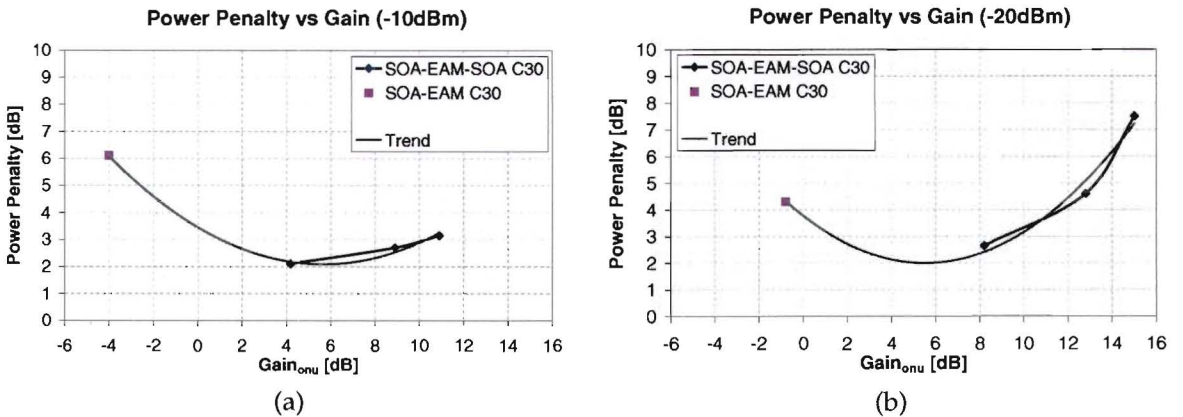 Power Penalty vs Gain (-10dBm)
Power Penalty [dB]
10
9
8
7
6
5
4
3
2
1
0
SOA-EAM-SOA C30
SOA-EAM C30
Trend
-6 -4 -2 0 2 4 6 8 10 12 14 16
Gainonu [dB]
(a)
Power Penalty vs Gain (-20dBm)
Power Penalty [dB]
10
9
8
7
6
5
4
3
2
1
0
SOA-EAM-SOA C30
SOA-EAM C30
Trend
-6 -4 -2 0 2 4 6 8 10 12 14 16
Gainonu [dB]
(b)